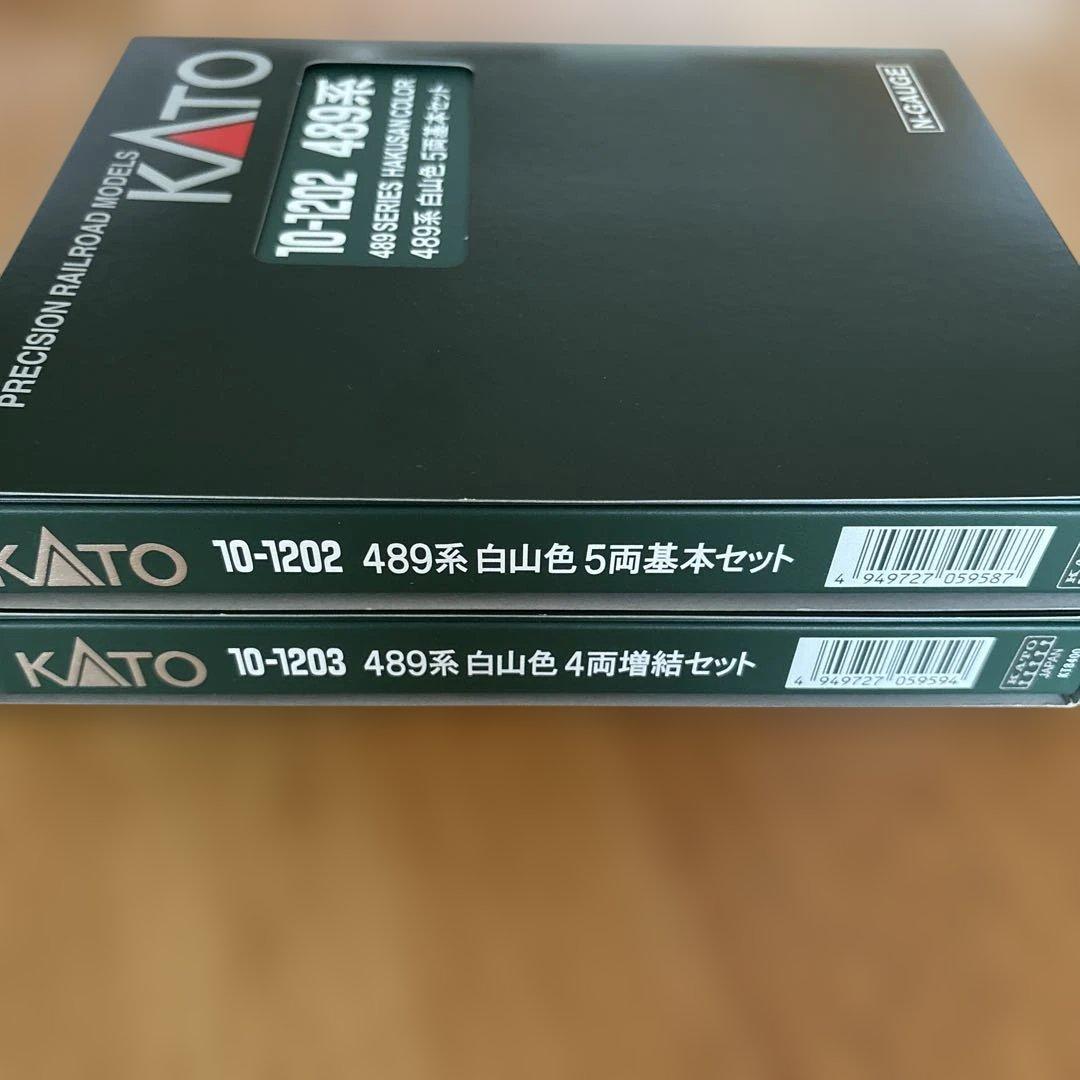 KATO
PRECISION RAILROAD MODELS
10-1202 489系
489 SERIES HAKUSAN COLOR
489系 白山色 5両基本セット
N-GAUGE
KATO 10-1202 489系 白山色 5両基本セット
4 949727 059587
KATO 10-1203 489系 白山色 4両増結セット
4 949727 059594
KATO
JAPAN
KT8400